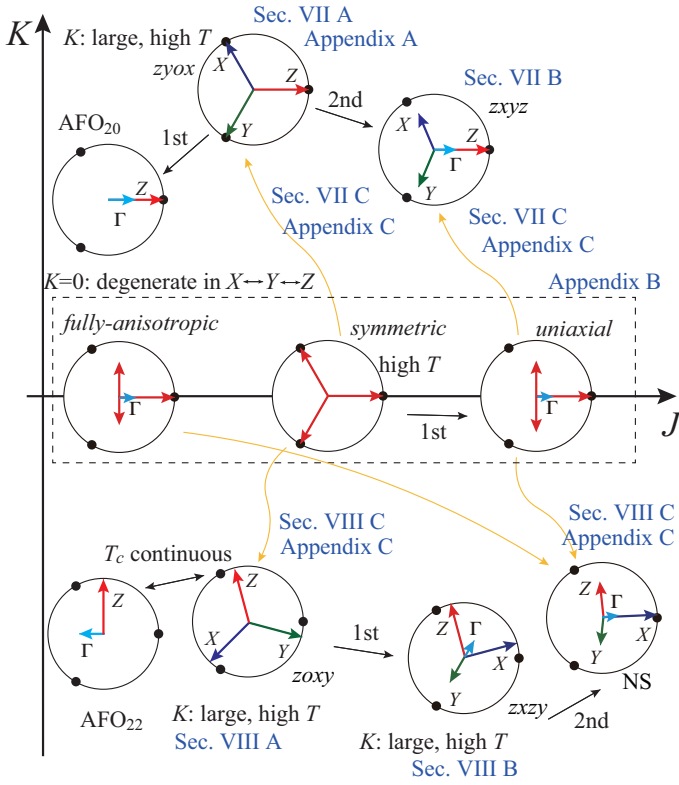 K
Sec. VII A
K: large, high T
Appendix A
zyox
X
Z
Y
2nd
Sec. VII B
zxyz
X
Z
Γ
Y
AFO20
1st
Z
Γ
Sec. VII C
Appendix C
Sec. VII C
Appendix C
K=0: degenerate in X↔Y↔Z
Appendix B
fully-anisotropic
symmetric
uniaxial
high T
Γ
Γ
1st
J
Sec. VIII C
Appendix C
Sec. VIII C
Appendix C
Tc continuous
Z
Γ
Z
X
Y
zoxy
1st
Z
Γ
X
Y
zxzy
Z
Γ
X
Y
NS
AFO22
K: large, high T
Sec. VIII A
K: large, high T
Sec. VIII B
2nd